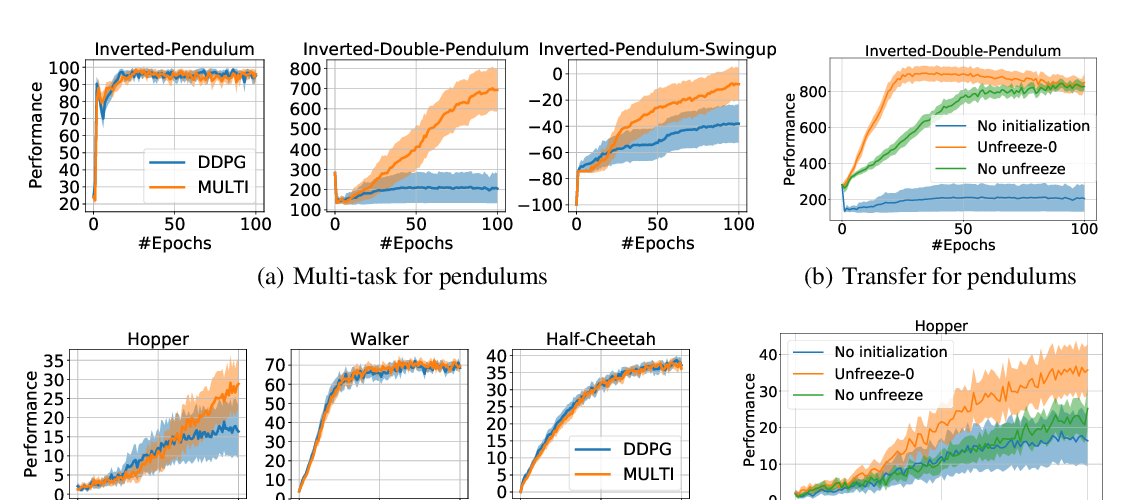 Inverted-Pendulum
Performance
100
90
80
70
60
50
40
30
20
DDPG
MULTI
0
50
100
#Epochs
Inverted-Double-Pendulum
800
700
600
500
400
300
200
100
0
50
100
#Epochs
Inverted-Pendulum-Swingup
0
−20
−40
−60
−80
−100
0
50
100
#Epochs
(a) Multi-task for pendulums
Inverted-Double-Pendulum
Performance
800
600
400
200
No initialization
Unfreeze-0
No unfreeze
0
50
100
#Epochs
(b) Transfer for pendulums
Hopper
Performance
35
30
25
20
15
10
5
0
Walker
70
60
50
40
30
20
10
0
Half-Cheetah
40
35
30
25
20
15
10
5
0
DDPG
MULTI
Hopper
Performance
40
30
20
10
0
No initialization
Unfreeze-0
No unfreeze